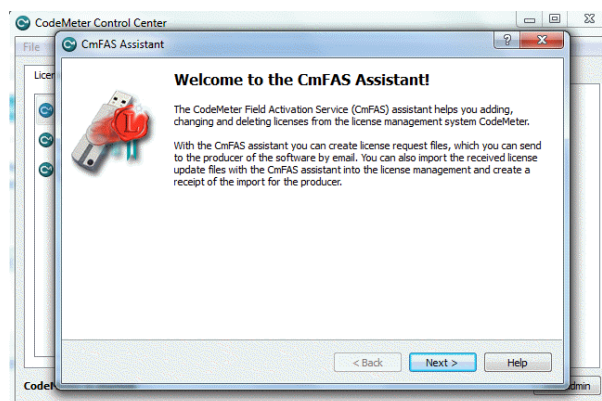 CodeMeter Control Center
File
CmFAS Assistant
Welcome to the CmFAS Assistant!
The CodeMeter Field Activation Service (CmFAS) assistant helps you adding,
changing and deleting licenses from the license management system CodeMeter.
With the CmFAS assistant you can create license request files, which you can send
to the producer of the software by email. You can also import the received license
update files with the CmFAS assistant into the license management and create a
receipt of the import for the producer.
< Back
Next >
Help